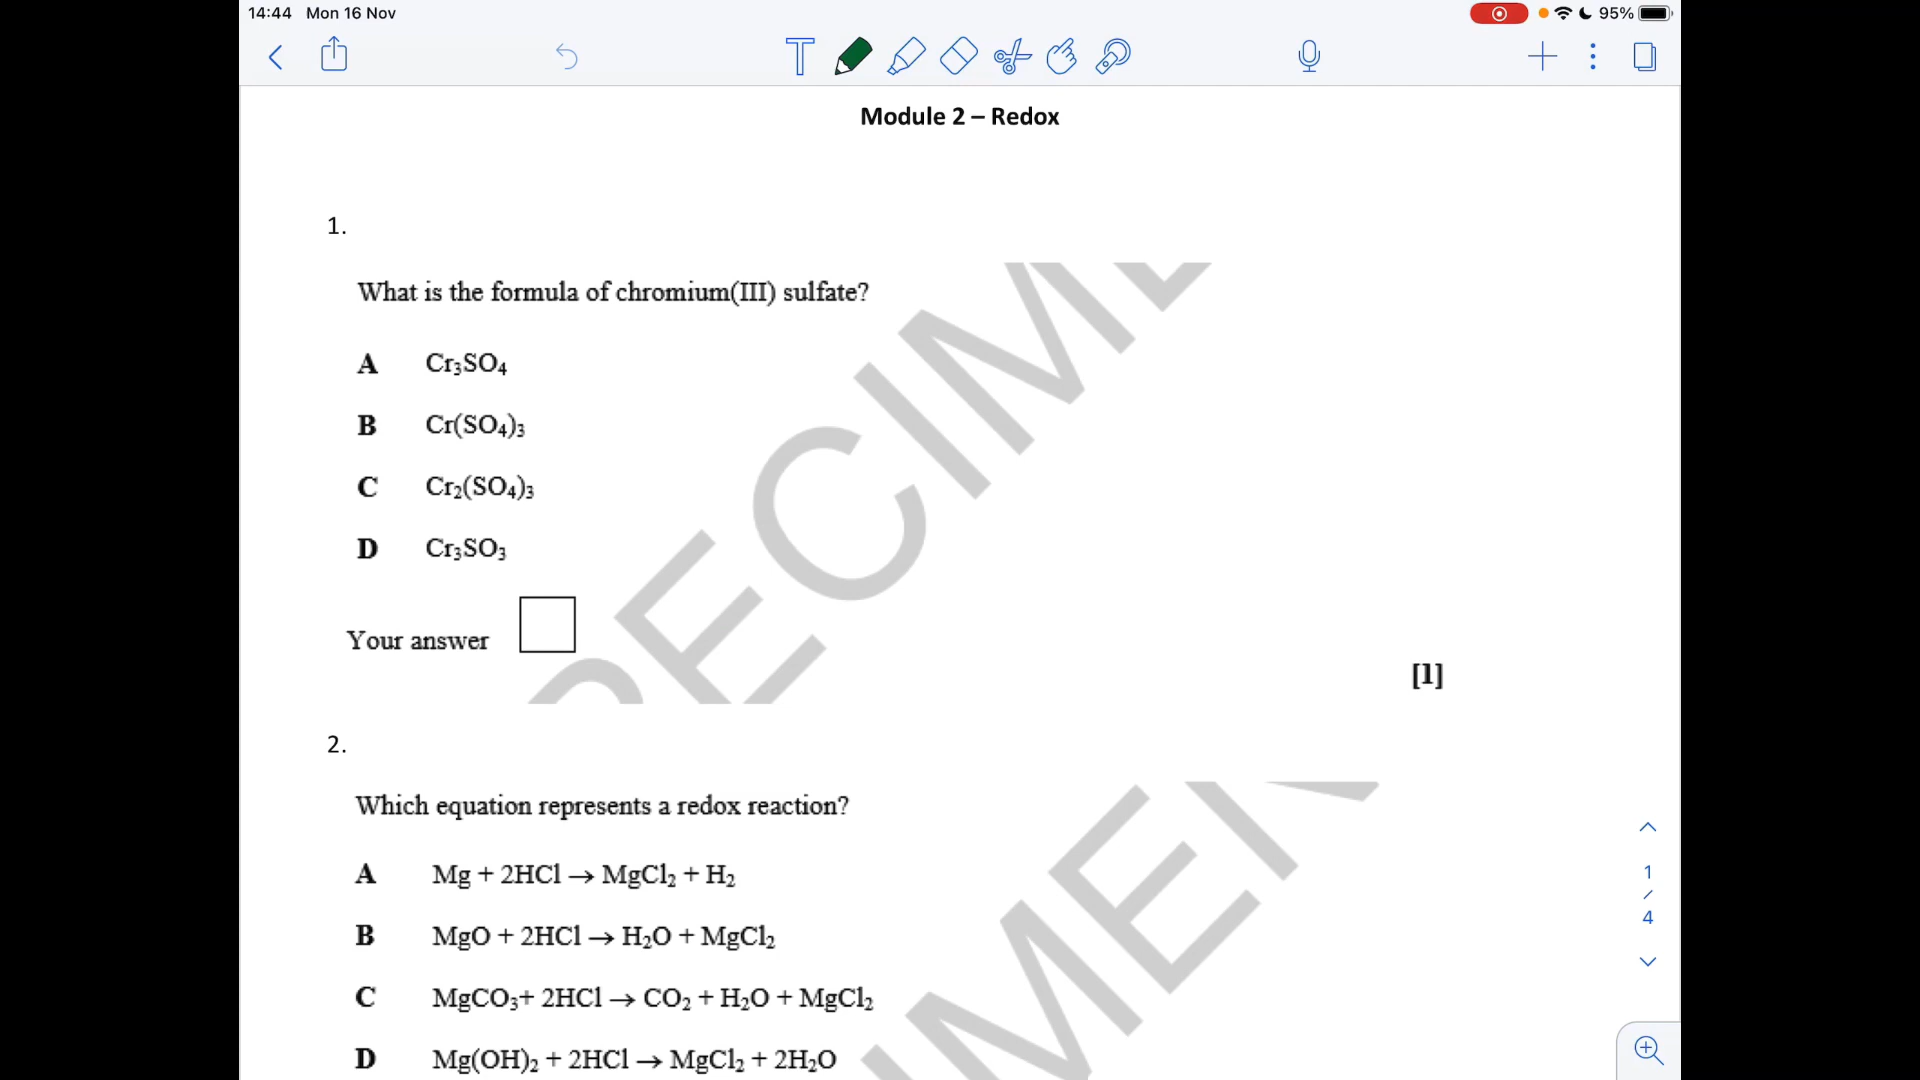 14:44 Mon 16 Nov
95%
Module 2 – Redox
1.
What is the formula of chromium(III) sulfate?
A Cr₃SO₄
B Cr(SO₄)₃
C Cr₂(SO₄)₃
D Cr₃SO₃
Your answer
[1]
2.
Which equation represents a redox reaction?
A Mg + 2HCl → MgCl₂ + H₂
B MgO + 2HCl → H₂O + MgCl₂
C MgCO₃+ 2HCl → CO₂ + H₂O + MgCl₂
D Mg(OH)₂ + 2HCl → MgCl₂ + 2H₂O
1
/
4